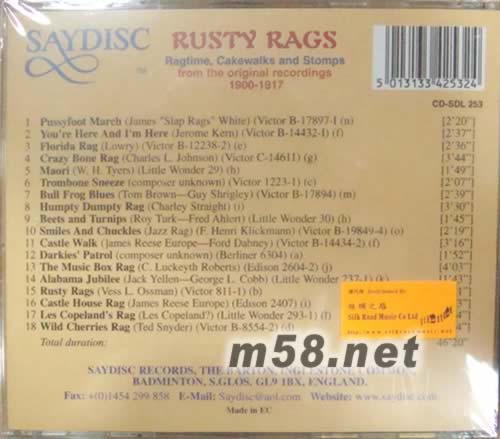 SAYDISC
TM
RUSTY RAGS
Ragtime, Cakewalks and Stomps
from the original recordings
1900-1917
5013133425324
CD-SDL 253
1 Pussyfoot March (James "Slap Rags" White) (Victor B-17897-I (n) [2'20"]
2 You're Here And I'm Here (Jerome Kern) (Victor B-14432-I) (f) [2'37"]
3 Florida Rag (Lowry) (Victor B-12238-2) (e) [2'36"]
4 Crazy Bone Rag (Charles L. Johnson) (Victor C-14611) (g) [3'44"]
5 Maori (W. H. Tyers) (Little Wonder 29) (h) [1'49"]
6 Trombone Sneeze (composer unknown) (Victor 1223-1) (c) [2'07"]
7 Bull Frog Blues (Tom Brown—Guy Shrigley) (Victor B-17894) (m) [2'39"]
8 Humpty Dumpty Rag (Charley Straight) (i) [3'30"]
9 Beets and Turnips (Roy Turk—Fred Ahlert) (Little Wonder 30) (h) [1'45"]
10 Smiles And Chuckles (Jazz Rag) (F. Henri Klickmann) (Victor B-19849-4) (o) [2'19"]
11 Castle Walk (James Reese Europe—Ford Dabney) (Victor B-14434-2) (f) [3'16"]
12 Darkies' Patrol (composer unknown) (Berliner 6304) (a) [1'52"]
13 The Music Box Rag (C. Luckeyth Roberts) (Edison 2604-2) (j) [4'03"]
14 Alabama Jubilee (Jack Yellen—George L. Cobb) (Little Wonder 237-1) (k) [1'43"]
15 Rusty Rags (Vess L. Ossman) (Victor 811-1) (b)
16 Castle House Rag (James Reese Europe) (Edison 2407) (i)
17 Les Copeland's Rag (Les Copeland?) (Little Wonder 293-1) (f)
18 Wild Cherries Rag (Ted Snyder) (Victor B-8554-2) (d)
Total duration: 46'20"
Silk Road Music Co Ltd
m58.net
SAYDISC RECORDS, THE BARTON, INGLESTONE COMMON,
BADMINTON, S.GLOS. GL9 1BX, ENGLAND.
Fax: (+0)1454 299 858 E-Mail: Saydisc@aol.com Website: www.saydisc.com
Made in EC